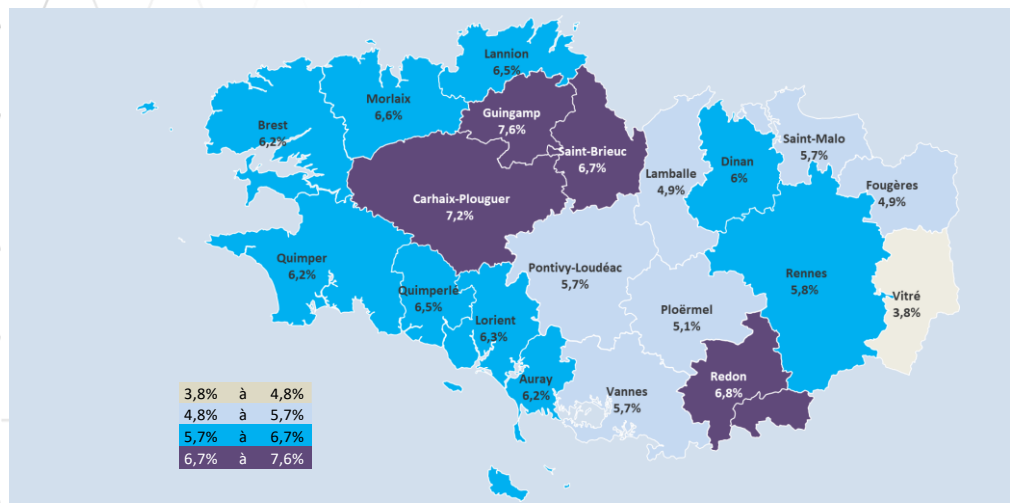 Lannion
6,5%
Morlaix
6,6%
Guingamp
7,6%
Brest
6,2%
Saint-Brieuc
6,7%
Saint-Malo
5,7%
Dinan
6%
Lamballe
4,9%
Fougères
4,9%
Carhaix-Plouguer
7,2%
Quimper
6,2%
Pontivy-Loudéac
5,7%
Rennes
5,8%
Quimperlé
6,5%
Vitré
3,8%
Ploërmel
5,1%
Lorient
6,3%
Auray
6,2%
Redon
6,8%
Vannes
5,7%
3,8% à 4,8%
4,8% à 5,7%
5,7% à 6,7%
6,7% à 7,6%